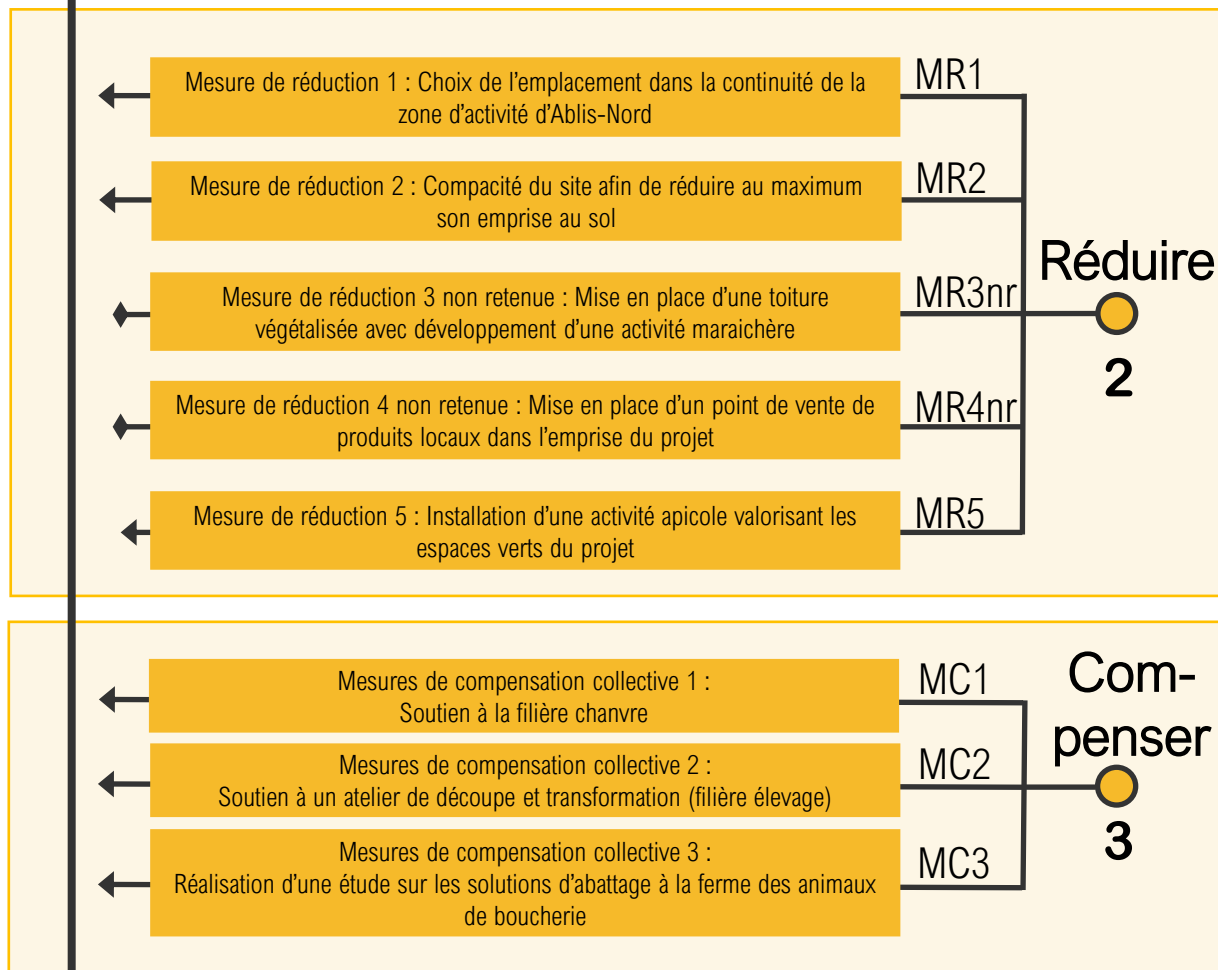 Mesure de réduction 1 : Choix de l'emplacement dans la continuité de la
zone d'activité d'Ablis-Nord
MR1
Mesure de réduction 2 : Compacité du site afin de réduire au maximum
son emprise au sol
MR2
Mesure de réduction 3 non retenue : Mise en place d'une toiture
végétalisée avec développement d'une activité maraichère
MR3nr
Mesure de réduction 4 non retenue : Mise en place d'un point de vente de
produits locaux dans l'emprise du projet
MR4nr
Mesure de réduction 5 : Installation d'une activité apicole valorisant les
espaces verts du projet
MR5
Réduire
2
Mesures de compensation collective 1 :
Soutien à la filière chanvre
MC1
Mesures de compensation collective 2 :
Soutien à un atelier de découpe et transformation (filière élevage)
MC2
Mesures de compensation collective 3 :
Réalisation d'une étude sur les solutions d'abattage à la ferme des animaux
de boucherie
MC3
Com-
penser
3